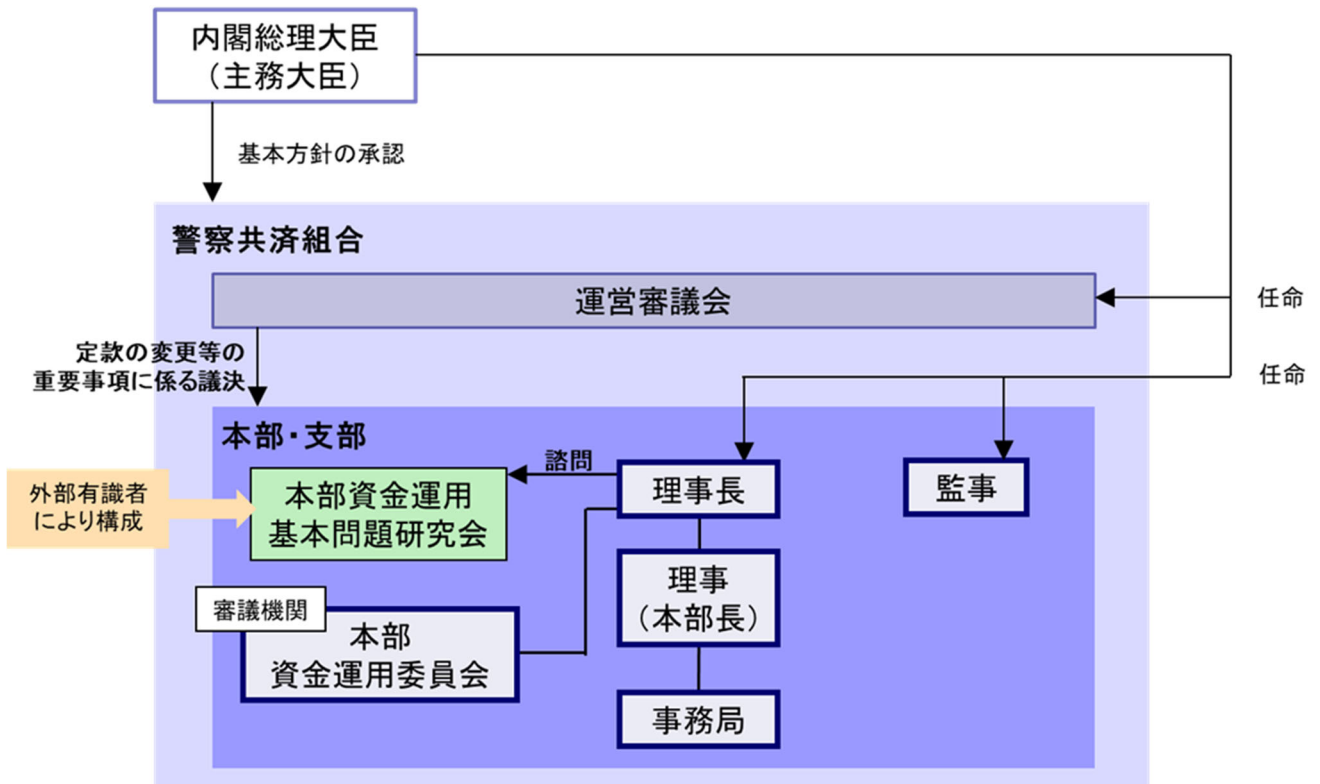 内閣総理大臣
（主務大臣）
基本方針の承認
警察共済組合
運営審議会
任命
定款の変更等の
重要事項に係る議決
任命
本部・支部
諮問
外部有識者
により構成
本部資金運用
基本問題研究会
理事長
監事
理事
（本部長）
審議機関
本部
資金運用委員会
事務局